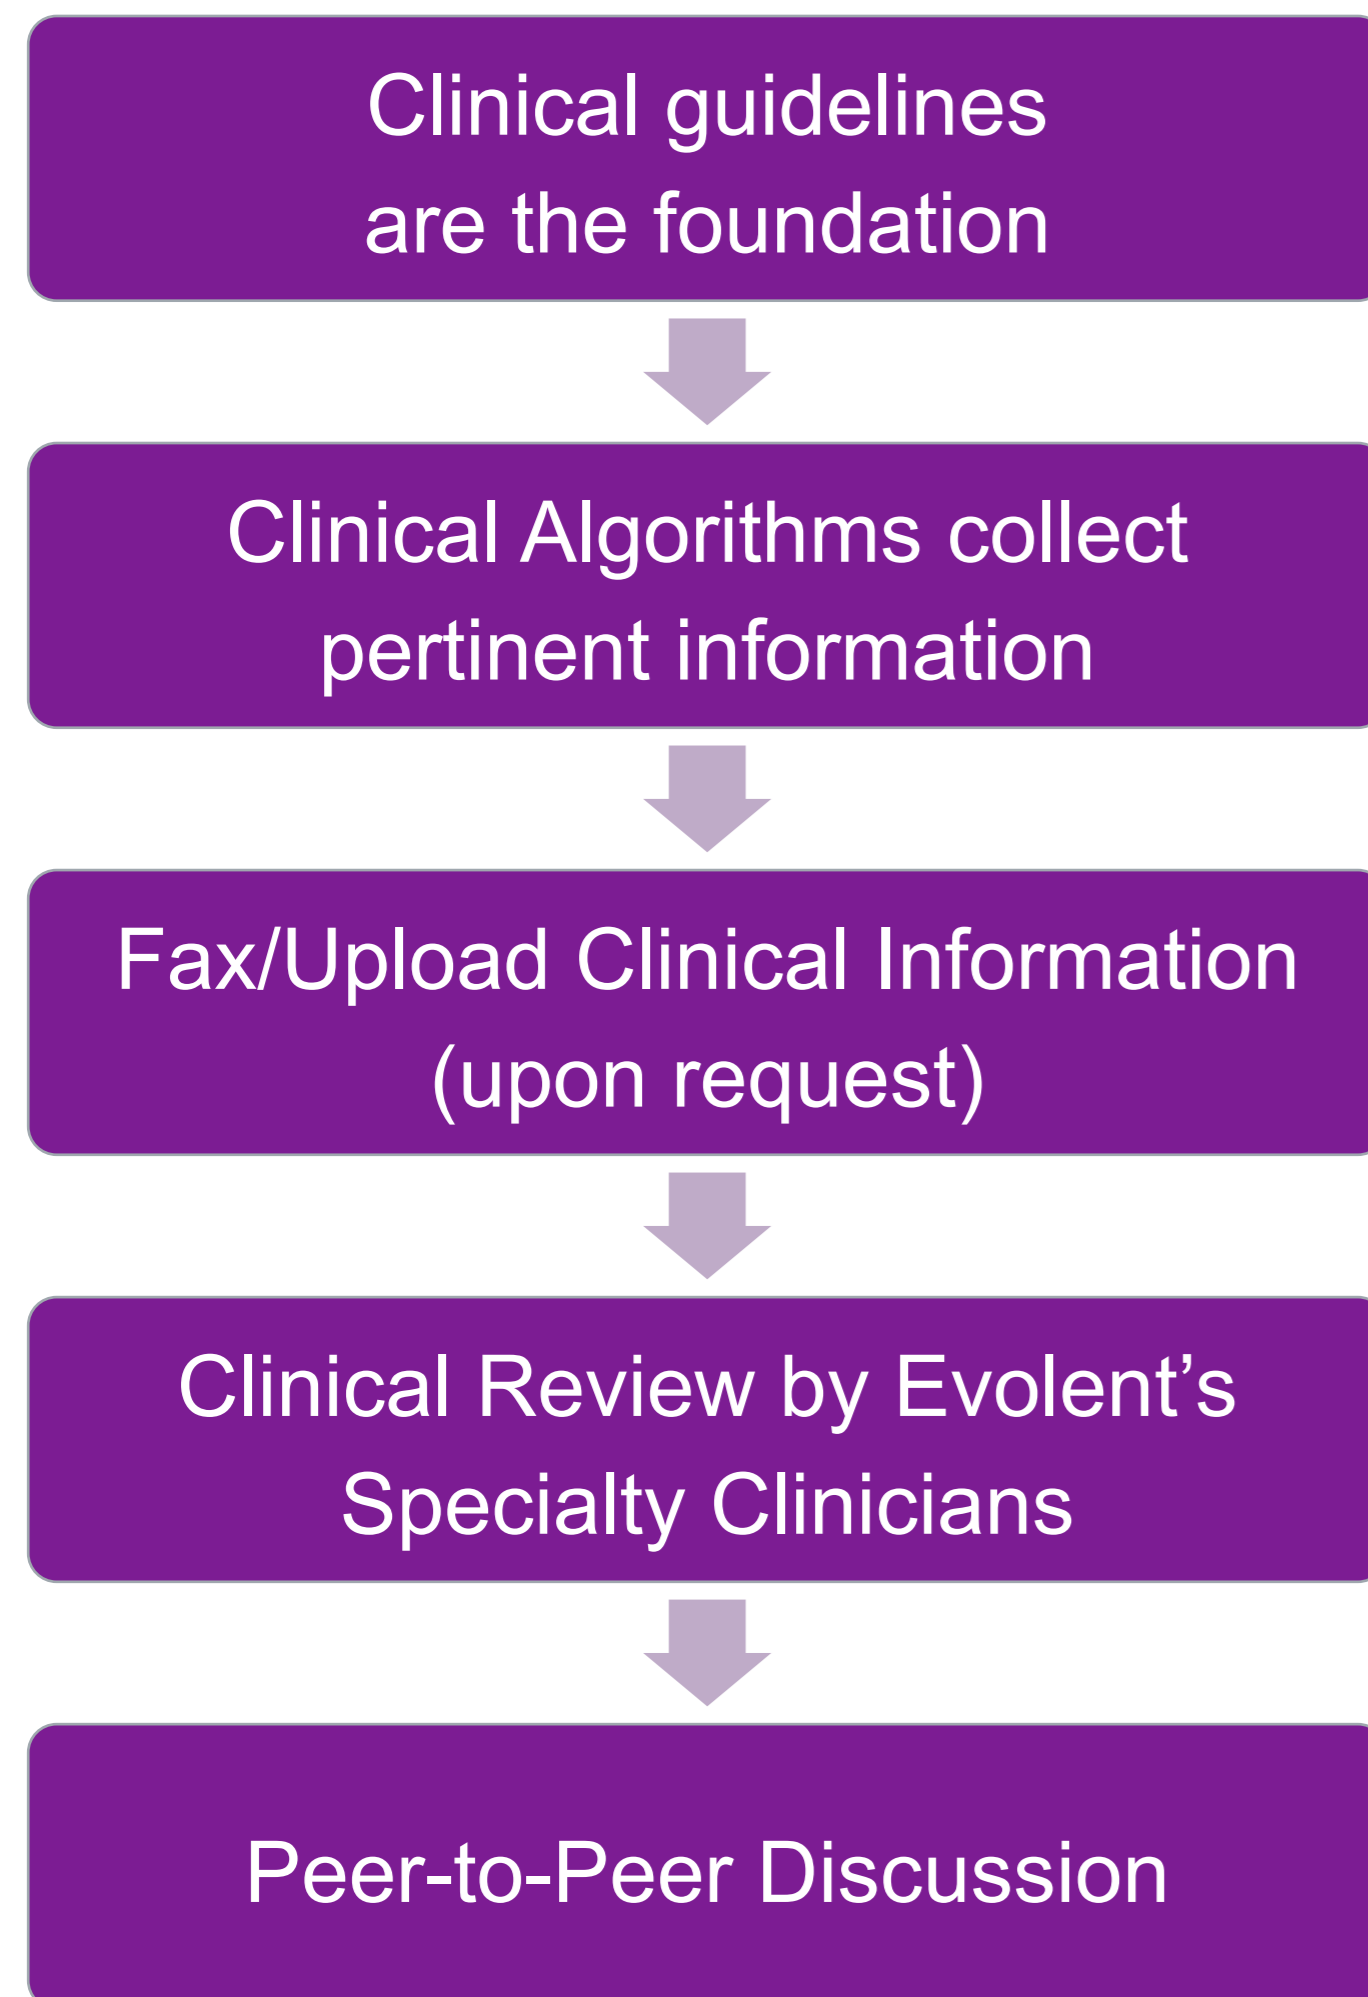 Clinical guidelines
are the foundation
Clinical Algorithms collect
pertinent information
Fax/Upload Clinical Information
(upon request)
Clinical Review by Evolent’s
Specialty Clinicians
Peer-to-Peer Discussion